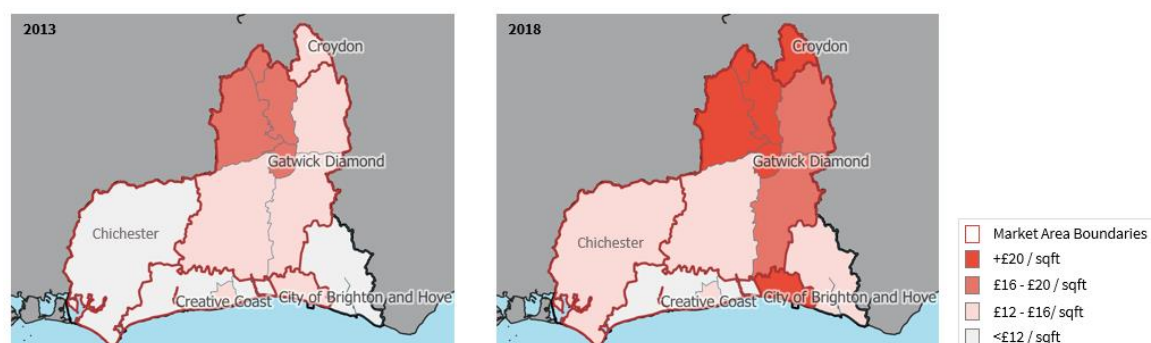 2013
Croydon
Gatwick Diamond
Chichester
Creative Coast
City of Brighton and Hove
2018
Croydon
Gatwick Diamond
Chichester
Creative Coast
City of Brighton and Hove
Market Area Boundaries
+£20 / sqft
£16 - £20 / sqft
£12 - £16/ sqft
<£12 / sqft